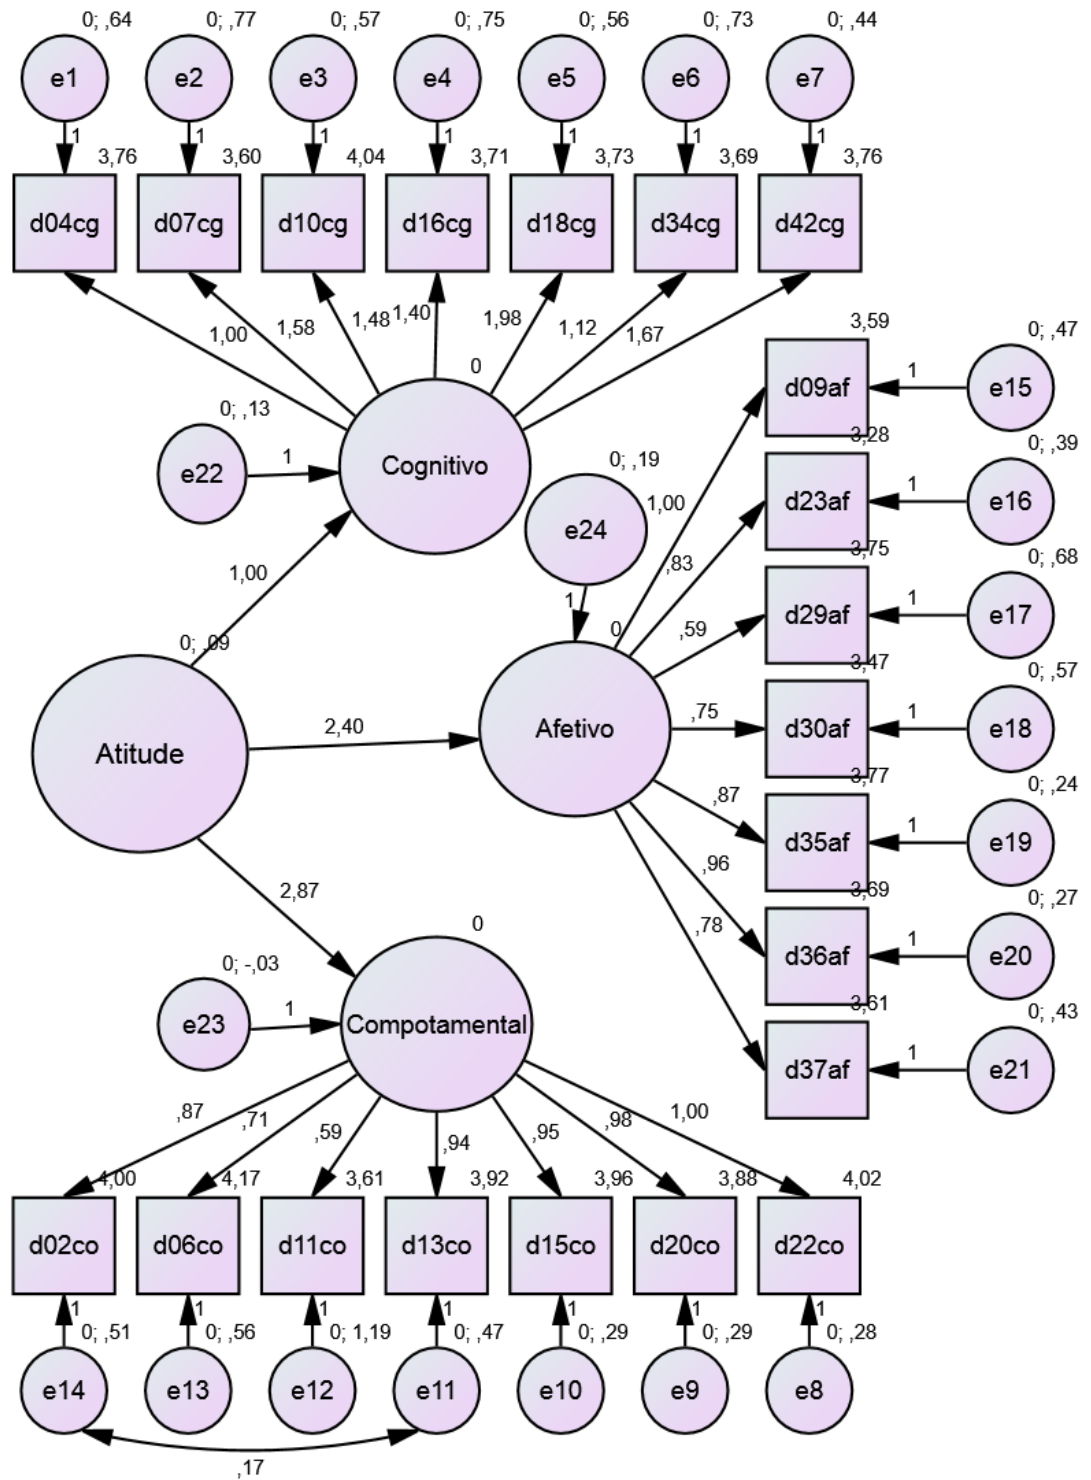 0; ,64 0; ,77 0; ,57 0; ,75 0; ,56 0; ,73 0; ,44
e1 e2 e3 e4 e5 e6 e7
1 1 1 1 1 1 1
3,76 3,60 4,04 3,71 3,73 3,69 3,76
d04cg d07cg d10cg d16cg d18cg d34cg d42cg
1,00 1,58 1,48 1,40 1,98 1,12 1,67
0
Cognitivo
0; ,13
e22
1
1,00
0; ,09
Atitude
2,40
2,87
0; ,19
e24
1
0
Afetivo
1,00
,83
,59
,75
,87
,96
,78
3,59
d09af
1
0; ,47
e15
3,28
d23af
1
0; ,39
e16
3,75
d29af
1
0; ,68
e17
3,47
d30af
1
0; ,57
e18
3,77
d35af
1
0; ,24
e19
3,69
d36af
1
0; ,27
e20
3,61
d37af
1
0; ,43
e21
0
Compotamental
0; -,03
e23
1
,87 ,71 ,59 ,94 ,95 ,98 1,00
4,00 4,17 3,61 3,92 3,96 3,88 4,02
d02co d06co d11co d13co d15co d20co d22co
1 1 1 1 1 1 1
0; ,51 0; ,56 0; 1,19 0; ,47 0; ,29 0; ,29 0; ,28
e14 e13 e12 e11 e10 e9 e8
,17